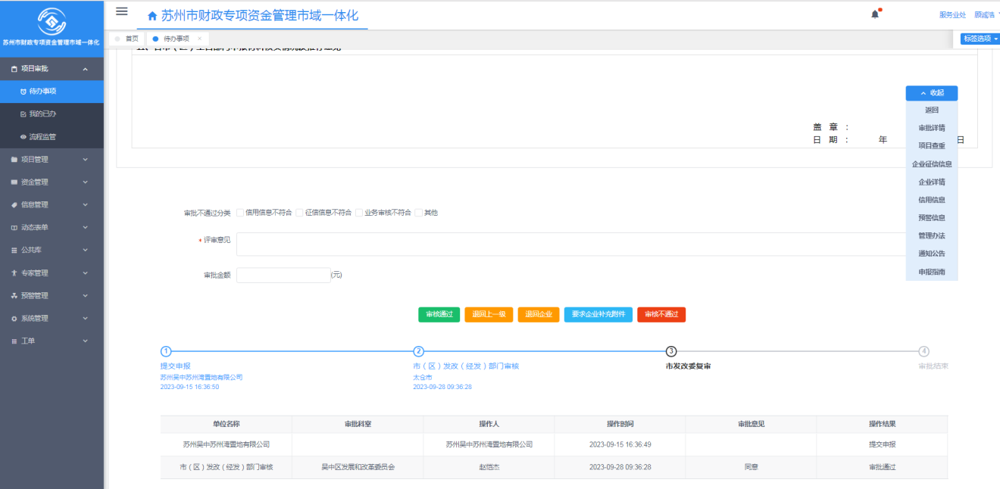 苏州市财政专项资金管理市域一体化
服务业处 顾诚浩
苏州市财政专项资金管理市域一体化
首页 待办事项 ×
标签选项
项目审批
待办事项
我的已办
流程监管
项目管理
资金管理
信息管理
动态表单
公共库
专家管理
预警管理
系统管理
工单
盖 章 ：
日 期 ： 年 日
收起
返回
审批详情
项目查重
企业征信信息
企业详情
信用信息
预警信息
管理办法
通知公告
申报指南
审批不通过分类 信用信息不符合 征信信息不符合 业务审核不符合 其他
* 评审意见
审批金额 (元)
审核通过 退回上一级 退回企业 要求企业补充附件 审核不通过
1 2 3 4
提交申报 市（区）发改（经发）部门审核 市发改委复审 审批结束
苏州吴中苏州湾置地有限公司 太仓市
2023-09-15 16:36:50 2023-09-28 09:36:28
单位名称 审批科室 操作人 操作时间 审批意见 操作结果
苏州吴中苏州湾置地有限公司 苏州吴中苏州湾置地有限公司 2023-09-15 16:36:49 提交申报
市（区）发改（经发）部门审核 吴中区发展和改革委员会 赵恺杰 2023-09-28 09:36:28 同意 审批通过